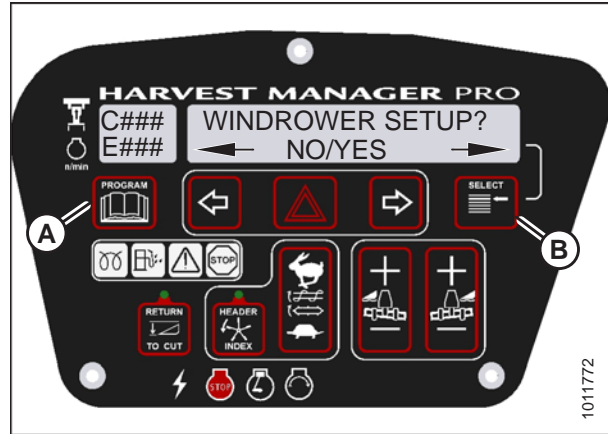 HARVEST MANAGER PRO
C###
E###
n/min
WINDROWER SETUP?
NO/YES
PROGRAM
SELECT
A
B
STOP
RETURN
TO CUT
HEADER
INDEX
STOP
1011772